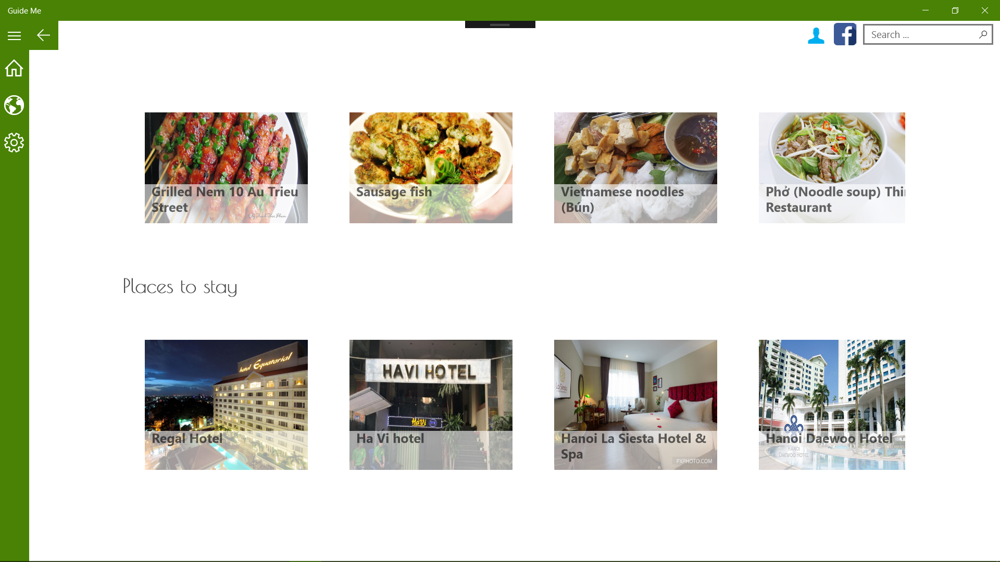 Guide Me
Search ...
Grilled Nem 10 Au Trieu
Street
Sausage fish
Vietnamese noodles
(Bún)
Phở (Noodle soup) Thi
Restaurant
Places to stay
hotel Equatorial
Regal Hotel
HAVI HOTEL
HaVi
Ha Vi hotel
La Siesta
Hanoi La Siesta Hotel &
Spa
PXPHOTO.COM
Hanoi Daewoo Hotel
HANOI
DAEWOO HOTEL